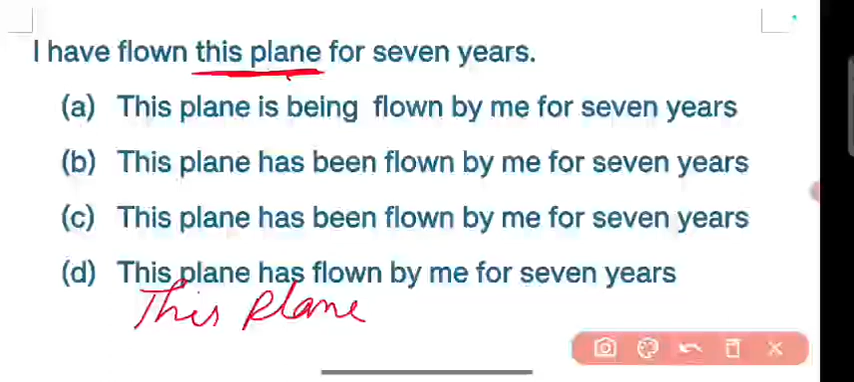 I have flown this plane for seven years.
(a) This plane is being flown by me for seven years
(b) This plane has been flown by me for seven years
(c) This plane has been flown by me for seven years
(d) This plane has flown by me for seven years
This plane